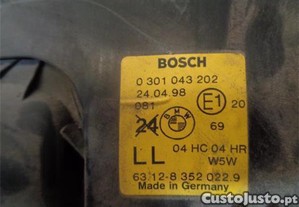 BOSCH
0 301 043 202
24.04.98
081 E1 20
24 BMW 69
LL 04 HC 04 HR
W5W
63 12-8 352 022.9
Made in Germany
CustoJusto.pt